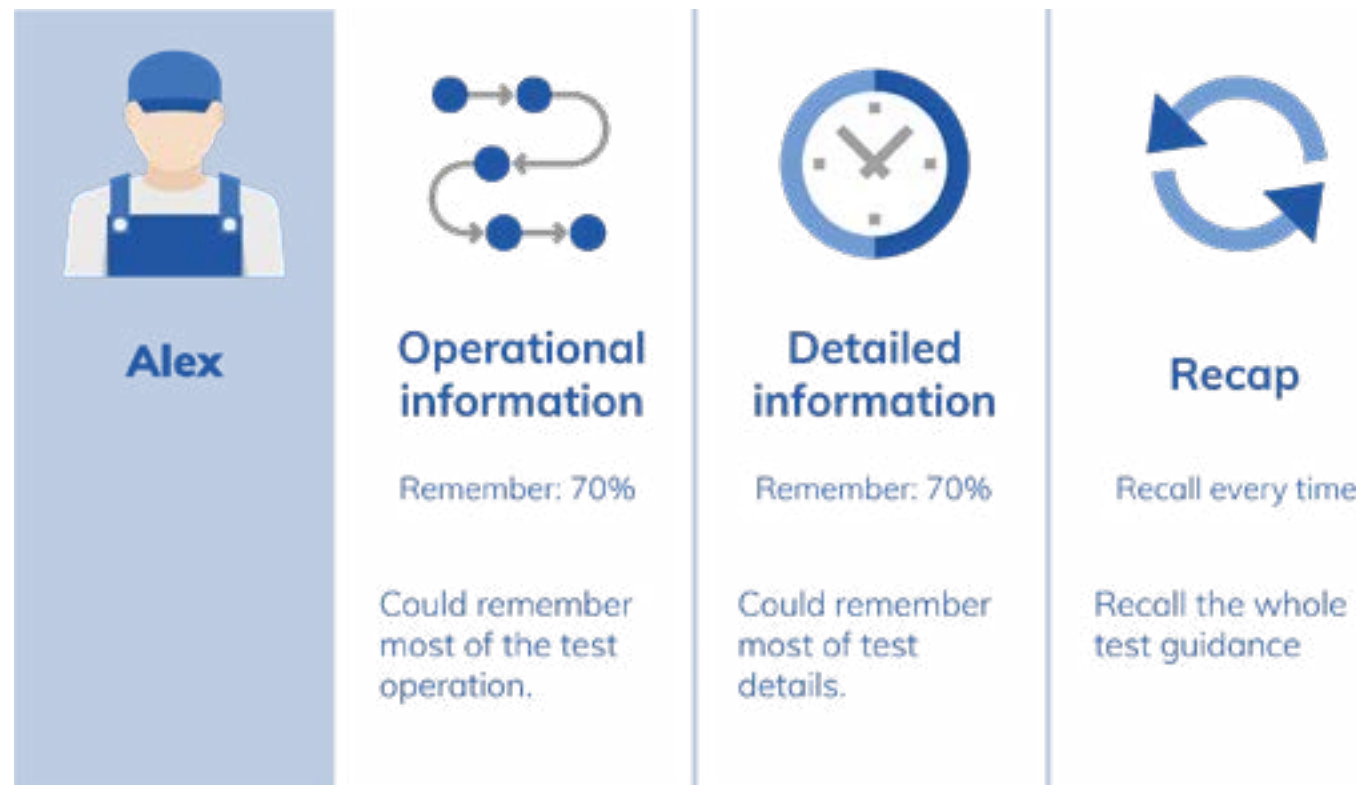 Alex
Operational
information
Remember: 70%
Could remember
most of the test
operation.
Detailed
information
Remember: 70%
Could remember
most of test
details.
Recap
Recall every time
Recall the whole
test guidance